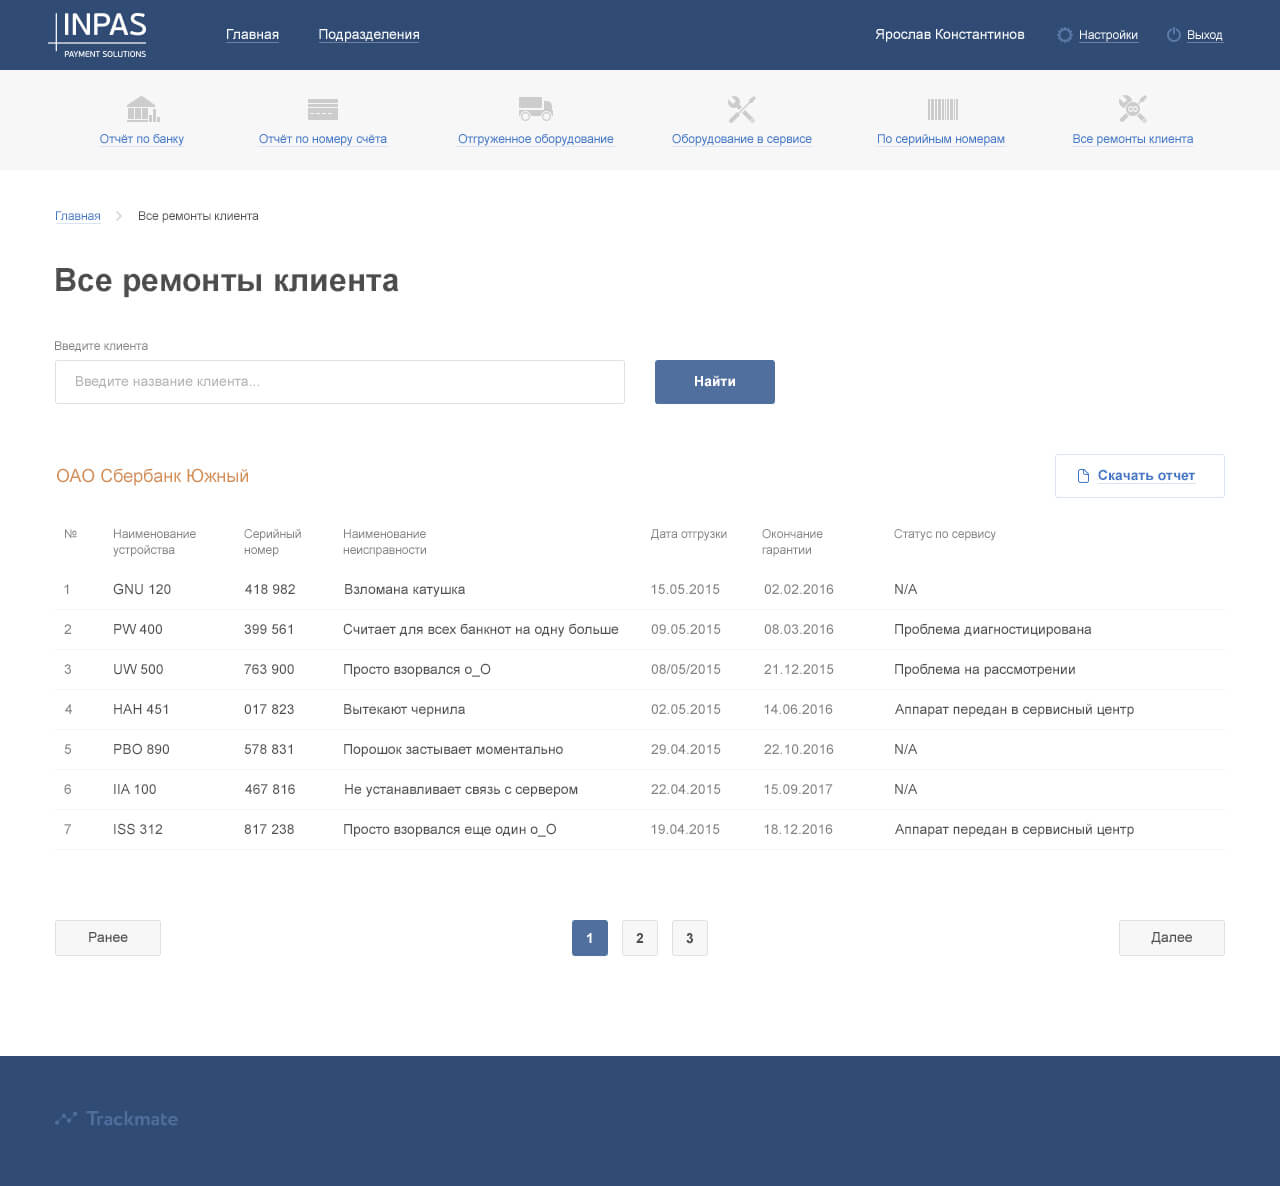 INPAS
PAYMENT SOLUTIONS
Главная Подразделения Ярослав Константинов Настройки Выход
Отчёт по банку Отчёт по номеру счёта Отгруженное оборудование Оборудование в сервисе По серийным номерам Все ремонты клиента
Главная Все ремонты клиента
Все ремонты клиента
Введите клиента
Введите название клиента... Найти
ОАО Сбербанк Южный Скачать отчет
№ Наименование Серийный Наименование Дата отгрузки Окончание Статус по сервису
устройства номер неисправности гарантии
1 GNU 120 418 982 Взломана катушка 15.05.2015 02.02.2016 N/A
2 PW 400 399 561 Считает для всех банкнот на одну больше 09.05.2015 08.03.2016 Проблема диагностицирована
3 UW 500 763 900 Просто взорвался о_О 08/05/2015 21.12.2015 Проблема на рассмотрении
4 HAH 451 017 823 Вытекают чернила 02.05.2015 14.06.2016 Аппарат передан в сервисный центр
5 PBO 890 578 831 Порошок застывает моментально 29.04.2015 22.10.2016 N/A
6 IIA 100 467 816 Не устанавливает связь с сервером 22.04.2015 15.09.2017 N/A
7 ISS 312 817 238 Просто взорвался еще один о_О 19.04.2015 18.12.2016 Аппарат передан в сервисный центр
Ранее 1 2 3 Далее
Trackmate